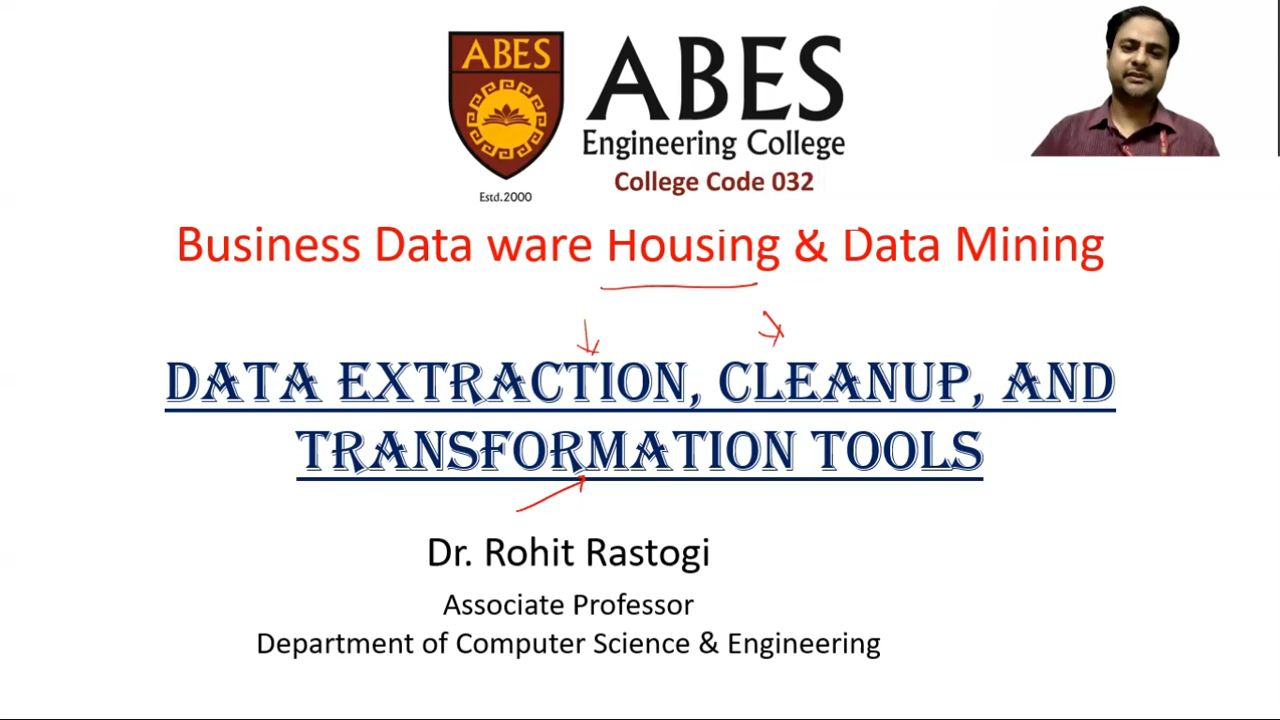 ABES
ABES
Engineering College
College Code 032
Estd.2000
Business Data ware Housing & Data Mining
DATA EXTRACTION, CLEANUP, AND
TRANSFORMATION TOOLS
Dr. Rohit Rastogi
Associate Professor
Department of Computer Science & Engineering